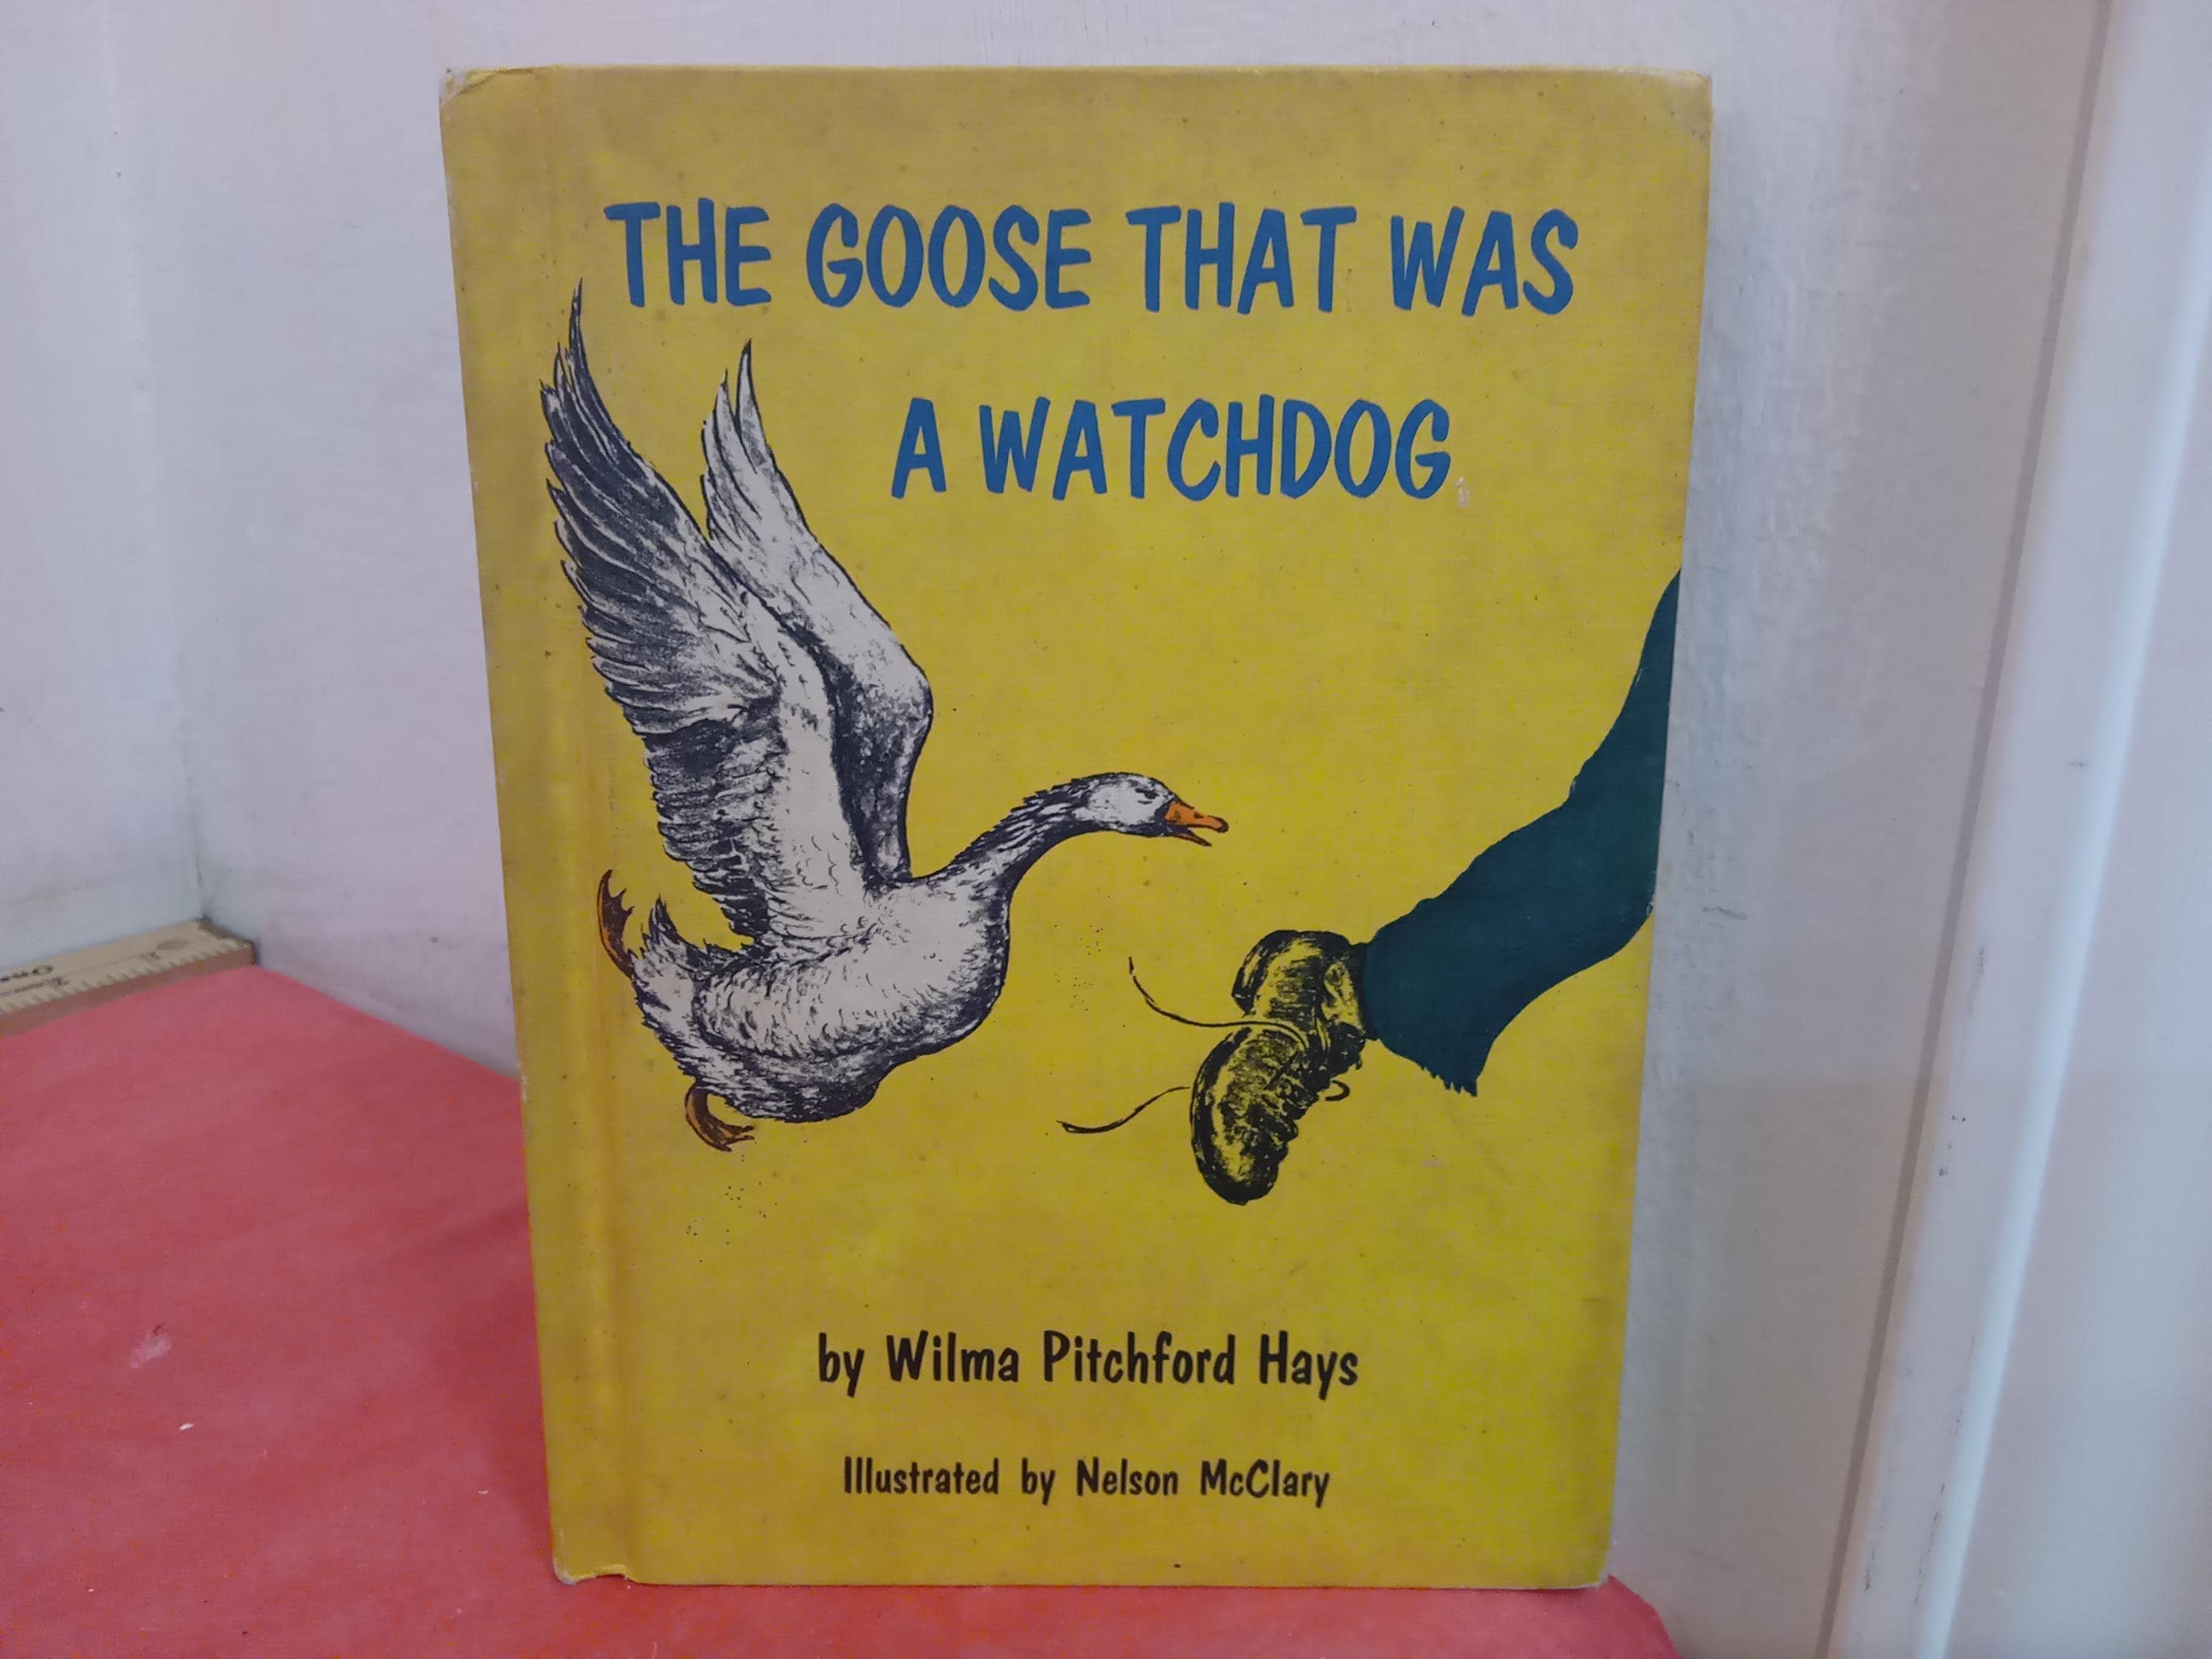 THE GOOSE THAT WAS
A WATCHDOG
by Wilma Pitchford Hays
Illustrated by Nelson McClary